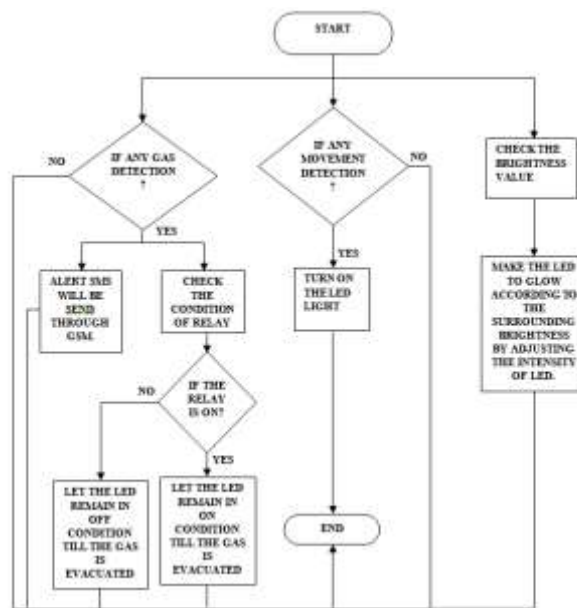 START
IF ANY GAS
DETECTION
?
NO
YES
IF ANY
MOVEMENT
DETECTION
?
NO
YES
CHECK THE
BRIGHTNESS
VALUE
ALERT SMS
WILL BE
SEND
THROUGH
GSM.
CHECK
THE
CONDITION
OF RELAY
TURN ON
THE LED
LIGHT
MAKE THE LED
TO GLOW
ACCORDING TO
THE
SURROUNDING
BRIGHTNESS
BY ADJUSTING
THE INTENSITY
OF LED.
IF THE
RELAY
IS ON?
NO
YES
LET THE LED
REMAIN IN
OFF
CONDITION
TILL THE GAS
IS
EVACUATED
LET THE LED
REMAIN IN
ON
CONDITION
TILL THE GAS
IS
EVACUATED
END